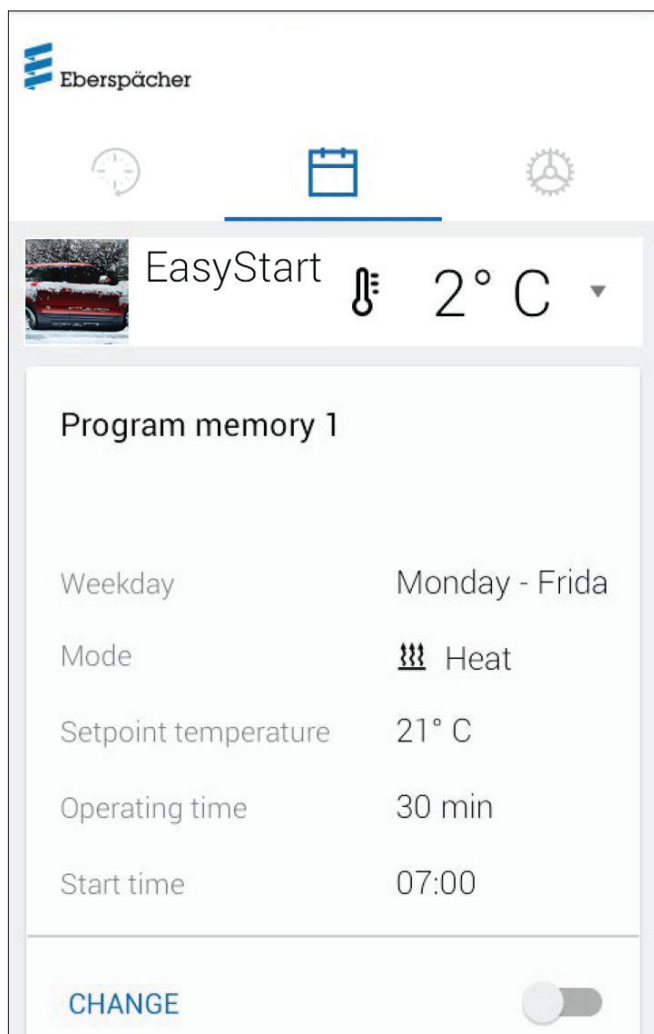 Eberspächer
EasyStart 2° C
Program memory 1
Weekday Monday - Frida
Mode Heat
Setpoint temperature 21° C
Operating time 30 min
Start time 07:00
CHANGE